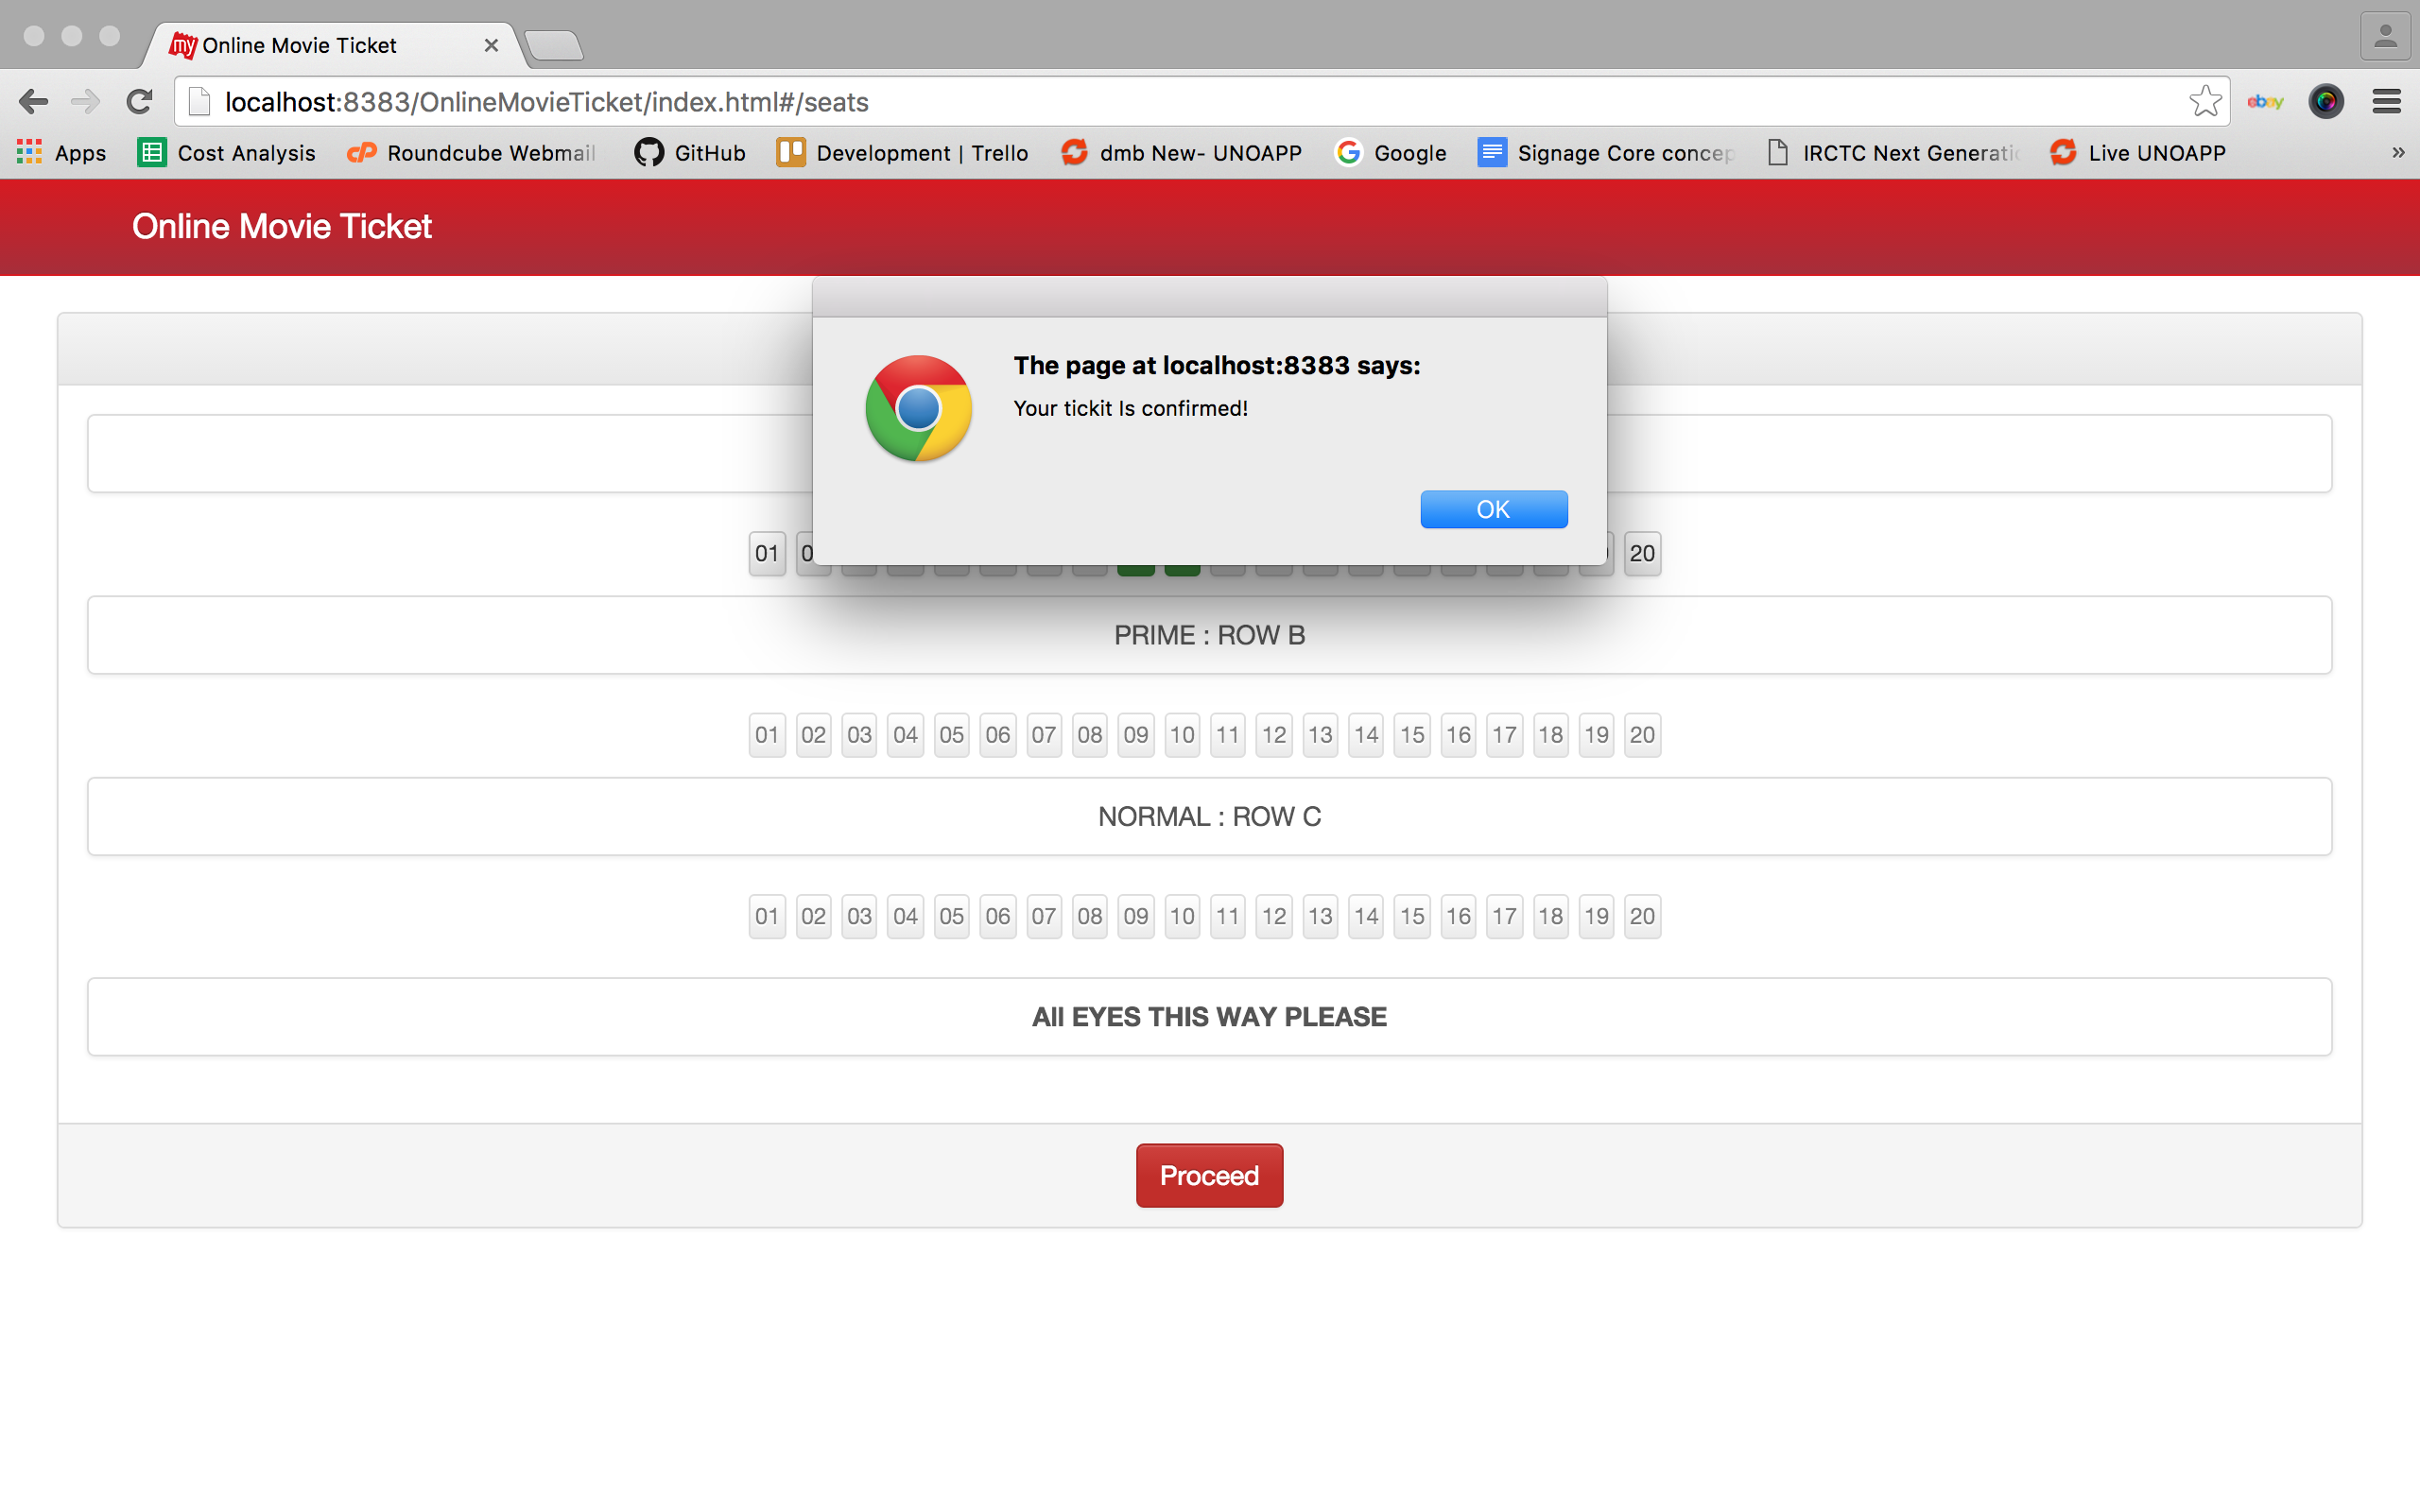 my Online Movie Ticket
localhost:8383/OnlineMovieTicket/index.html#/seats
ebay
Apps Cost Analysis cP Roundcube Webmail GitHub Development | Trello dmb New- UNOAPP Google Signage Core concep IRCTC Next Generati Live UNOAPP »
Online Movie Ticket
The page at localhost:8383 says:
Your tickit Is confirmed!
OK
01 20
PRIME : ROW B
01 02 03 04 05 06 07 08 09 10 11 12 13 14 15 16 17 18 19 20
NORMAL : ROW C
01 02 03 04 05 06 07 08 09 10 11 12 13 14 15 16 17 18 19 20
All EYES THIS WAY PLEASE
Proceed